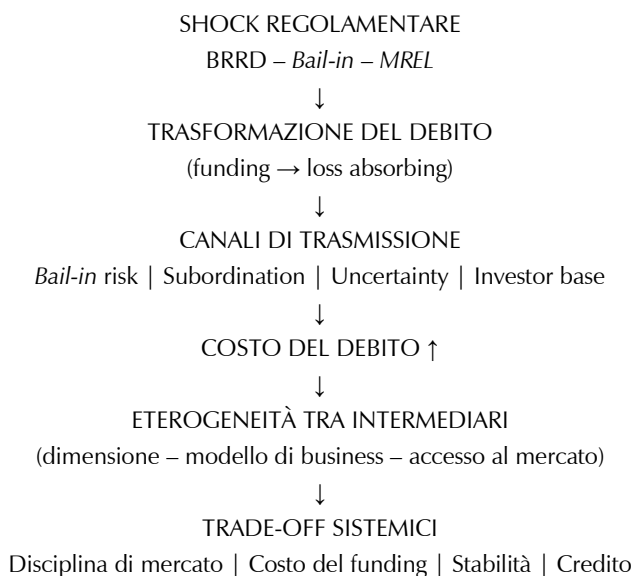 SHOCK REGOLAMENTARE
BRRD – Bail-in – MREL
↓
TRASFORMAZIONE DEL DEBITO
(funding → loss absorbing)
↓
CANALI DI TRASMISSIONE
Bail-in risk | Subordination | Uncertainty | Investor base
↓
COSTO DEL DEBITO ↑
↓
ETEROGENEITÀ TRA INTERMEDIARI
(dimensione – modello di business – accesso al mercato)
↓
TRADE-OFF SISTEMICI
Disciplina di mercato | Costo del funding | Stabilità | Credito